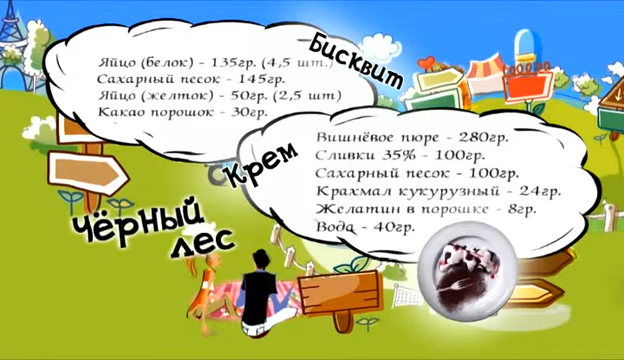 Бисквит
Яйцо (белок) - 135гр. (4,5 шт.)
Сахарный песок - 145гр.
Яйцо (желток) - 50гр. (2,5 шт)
Какао порошок - 30гр.
Крем
Вишнёвое пюре - 280гр.
Сливки 35% - 100гр.
Сахарный песок - 100гр.
Крахмал кукурузный - 24гр.
Желатин в порошке - 8гр.
Вода - 40гр.
Чёрный
лес